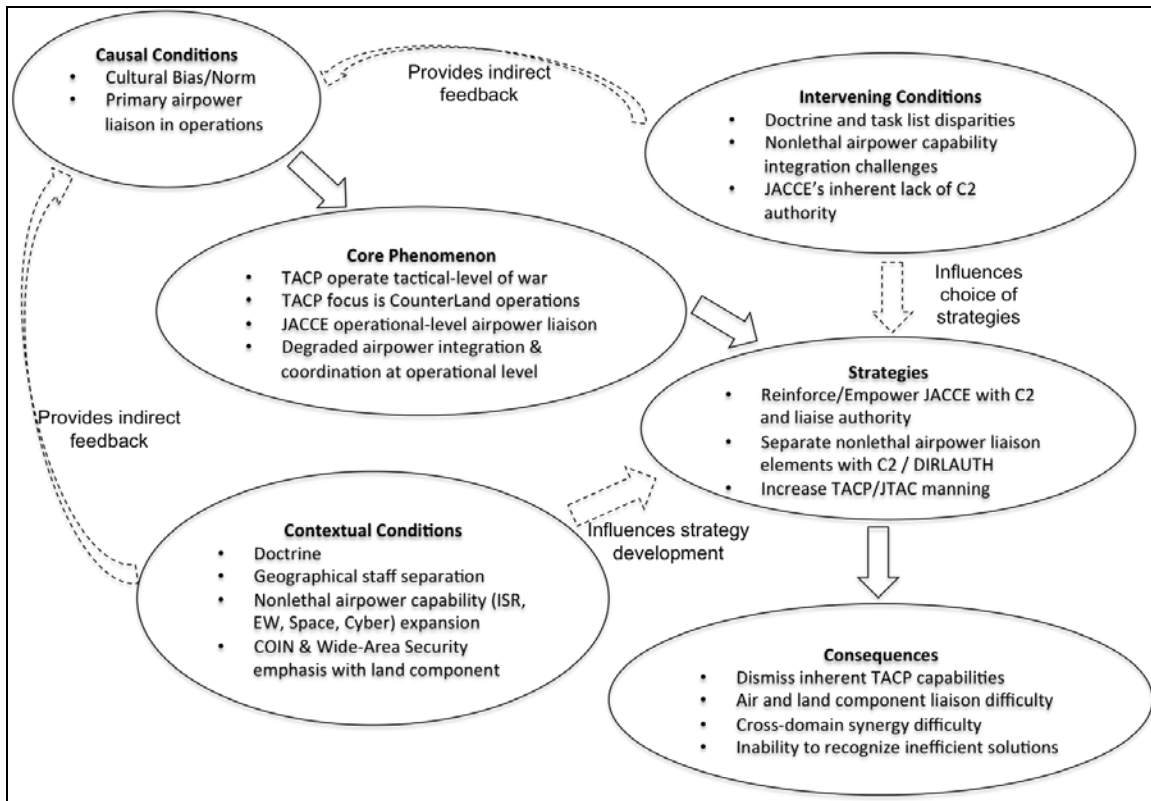 Causal Conditions
• Cultural Bias/Norm
• Primary airpower
liaison in operations
Provides indirect
feedback
Intervening Conditions
• Doctrine and task list disparities
• Nonlethal airpower capability
integration challenges
• JACCE's inherent lack of C2
authority
Core Phenomenon
• TACP operate tactical-level of war
• TACP focus is CounterLand operations
• JACCE operational-level airpower liaison
• Degraded airpower integration &
coordination at operational level
Influences
choice of
strategies
Strategies
• Reinforce/Empower JACCE with C2
and liaise authority
• Separate nonlethal airpower liaison
elements with C2 / DIRLAUTH
• Increase TACP/JTAC manning
Provides indirect
feedback
Contextual Conditions
• Doctrine
• Geographical staff separation
• Nonlethal airpower capability (ISR,
EW, Space, Cyber) expansion
• COIN & Wide-Area Security
emphasis with land component
Influences strategy
development
Consequences
• Dismiss inherent TACP capabilities
• Air and land component liaison difficulty
• Cross-domain synergy difficulty
• Inability to recognize inefficient solutions